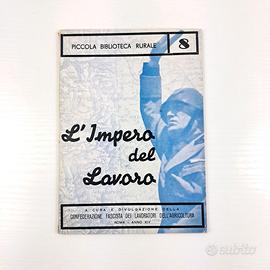 PICCOLA BIBLIOTECA RURALE
8
L'Impero
del
Lavoro
A CURA E DIVULGAZIONE DELLA
CONFEDERAZIONE FASCISTA DEI LAVORATORI DELL'AGRICOLTURA
ROMA - ANNO XIV
subito